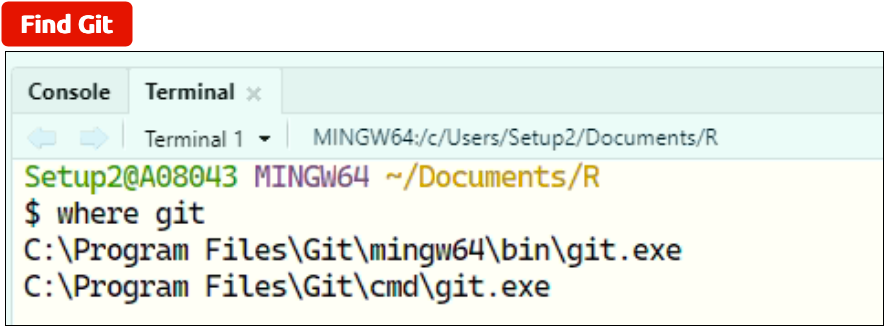 Find Git
Console Terminal ×
Terminal 1 MINGW64:/c/Users/Setup2/Documents/R
Setup2@A08043 MINGW64 ~/Documents/R
$ where git
C:\Program Files\Git\mingw64\bin\git.exe
C:\Program Files\Git\cmd\git.exe